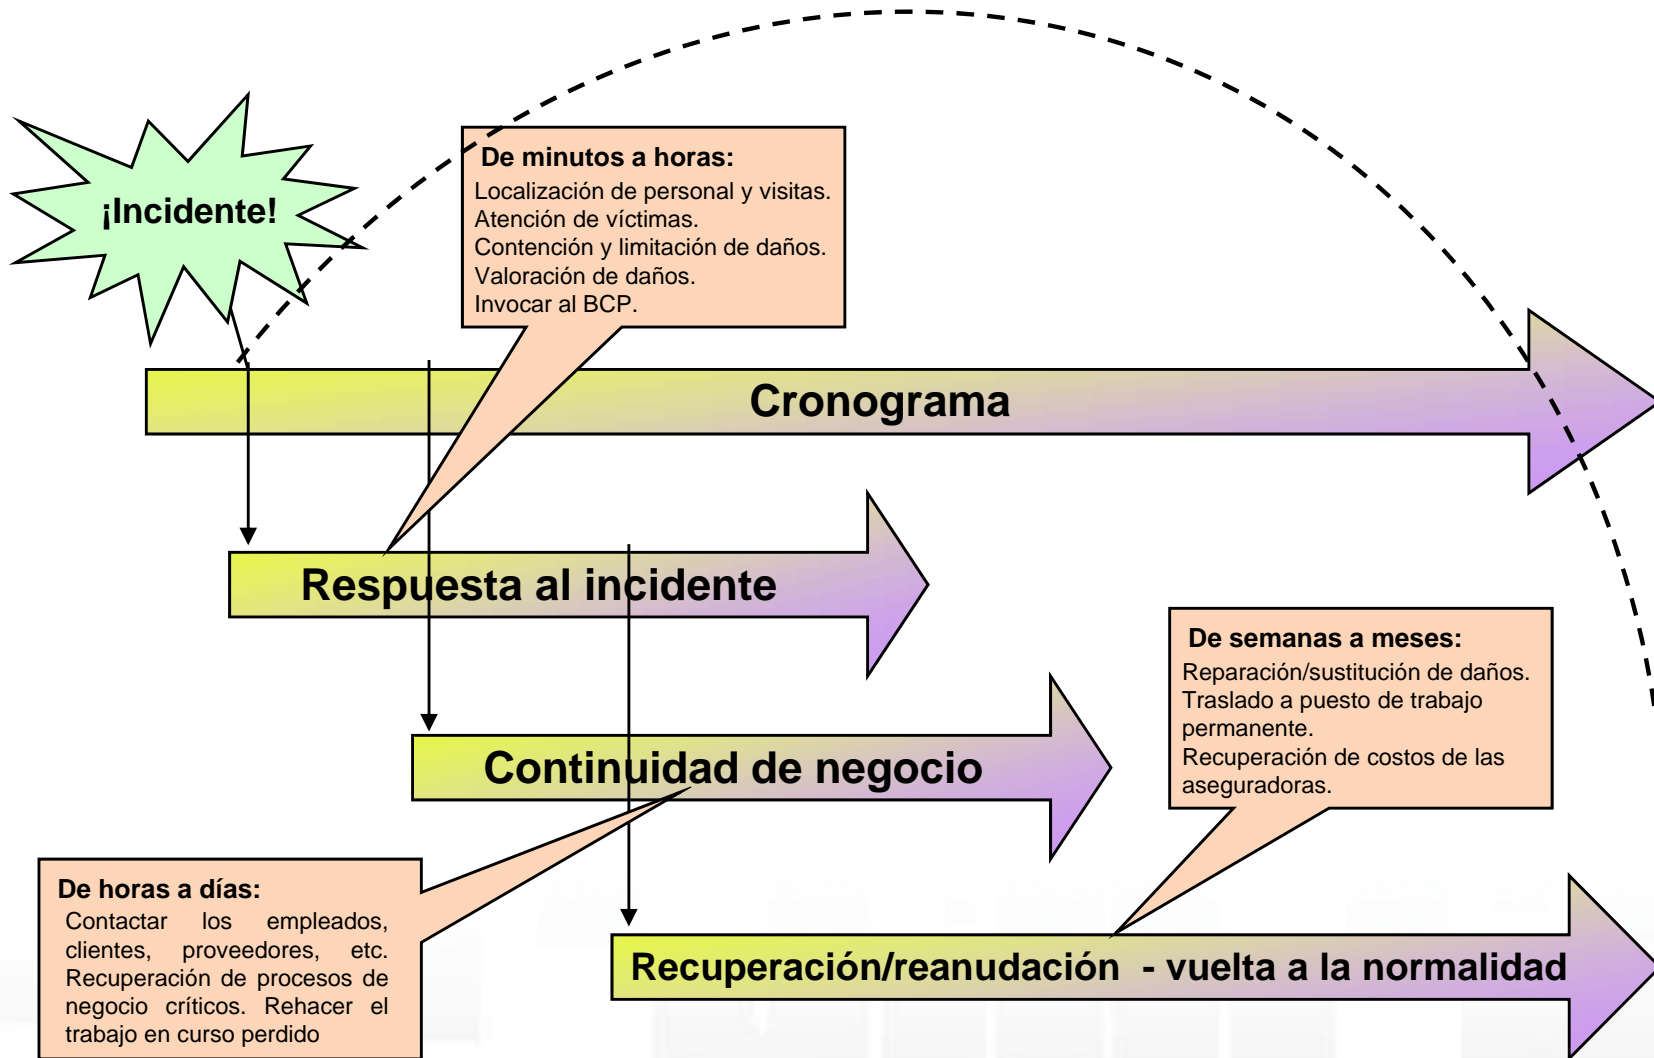 ¡Incidente!
De minutos a horas:
Localización de personal y visitas.
Atención de víctimas.
Contención y limitación de daños.
Valoración de daños.
Invocar al BCP.
Cronograma
Respuesta al incidente
De semanas a meses:
Reparación/sustitución de daños.
Traslado a puesto de trabajo
permanente.
Recuperación de costos de las
aseguradoras.
Continuidad de negocio
De horas a días:
Contactar los empleados,
clientes, proveedores, etc.
Recuperación de procesos de
negocio críticos. Rehacer el
trabajo en curso perdido
Recuperación/reanudación - vuelta a la normalidad